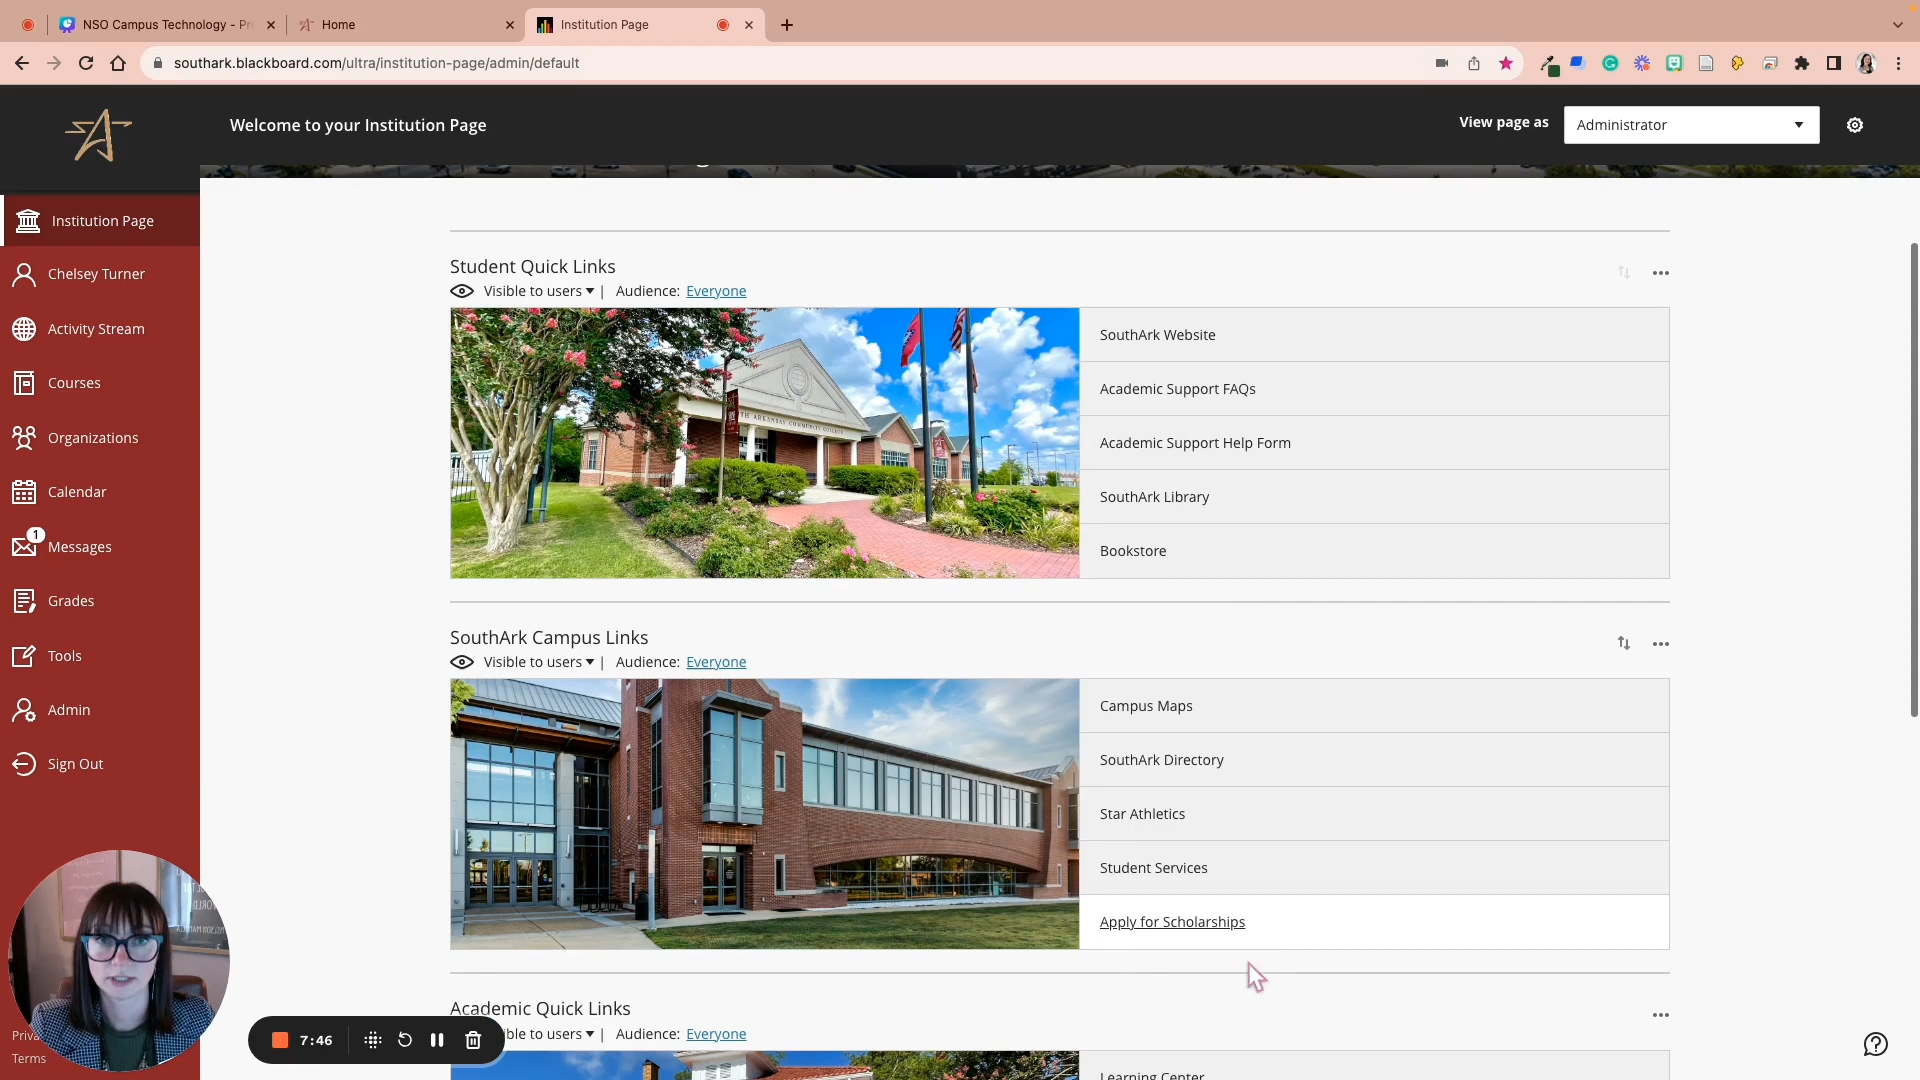 NSO Campus Technology - Pr
Home
Institution Page
southark.blackboard.com/ultra/institution-page/admin/default
Welcome to your Institution Page
View page as
Administrator
Institution Page
Chelsey Turner
Activity Stream
Courses
Organizations
Calendar
1
Messages
Grades
Tools
Admin
Sign Out
Priva
Terms
Student Quick Links
Visible to users | Audience: Everyone
SouthArk Website
Academic Support FAQs
Academic Support Help Form
SouthArk Library
Bookstore
SouthArk Campus Links
Visible to users | Audience: Everyone
Campus Maps
SouthArk Directory
Star Athletics
Student Services
Apply for Scholarships
Academic Quick Links
ible to users | Audience: Everyone
Learning Center
7:46